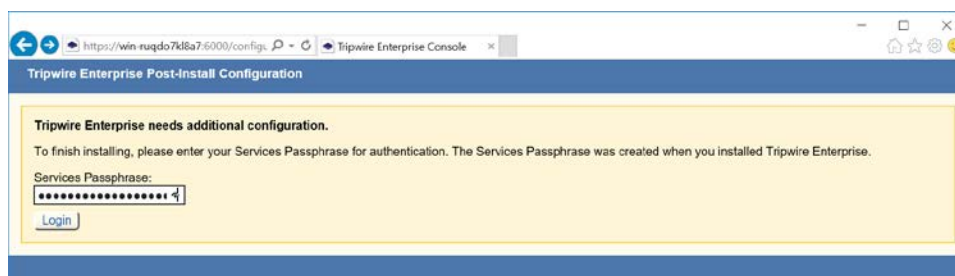 https://win-ruqdo7kl8a7:6000/config
Tripwire Enterprise Console
Tripwire Enterprise Post-Install Configuration
Tripwire Enterprise needs additional configuration.
To finish installing, please enter your Services Passphrase for authentication. The Services Passphrase was created when you installed Tripwire Enterprise.
Services Passphrase:
Login